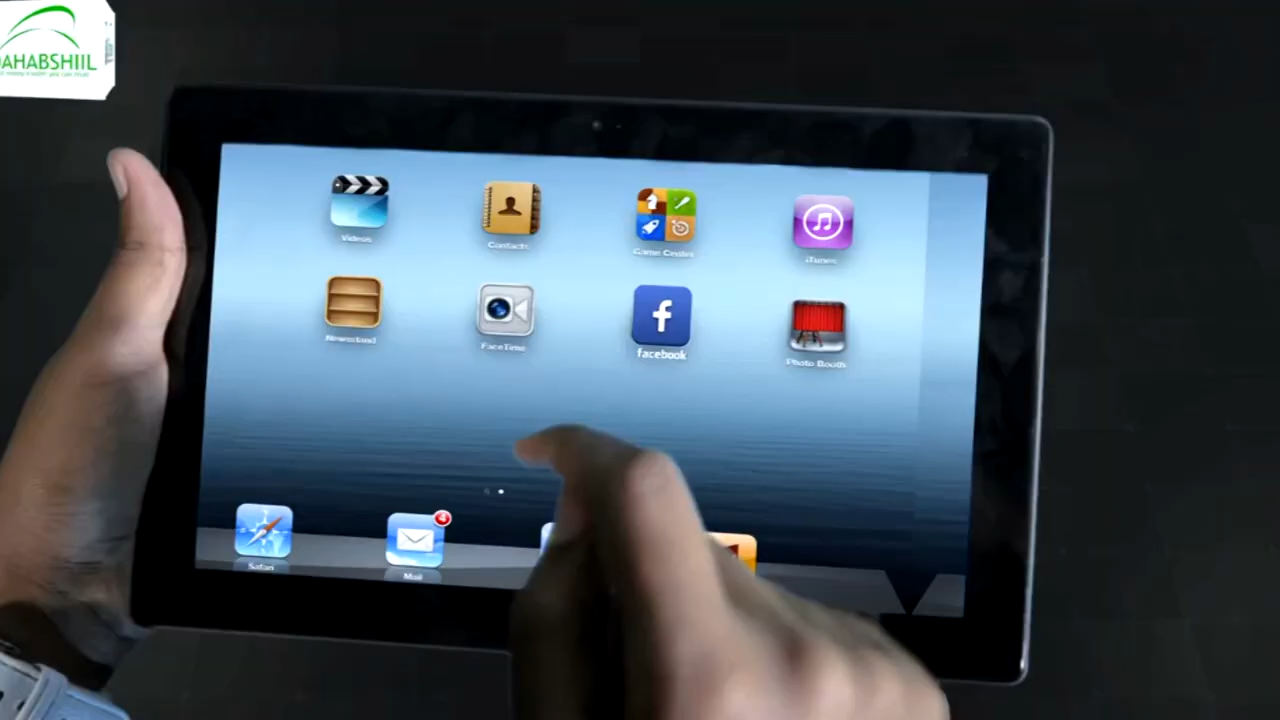 DAHABSHIIL
Videos
Contacts
Game Center
iTunes
Newsstand
FaceTime
facebook
Photo Booth
4
Safari
Mail